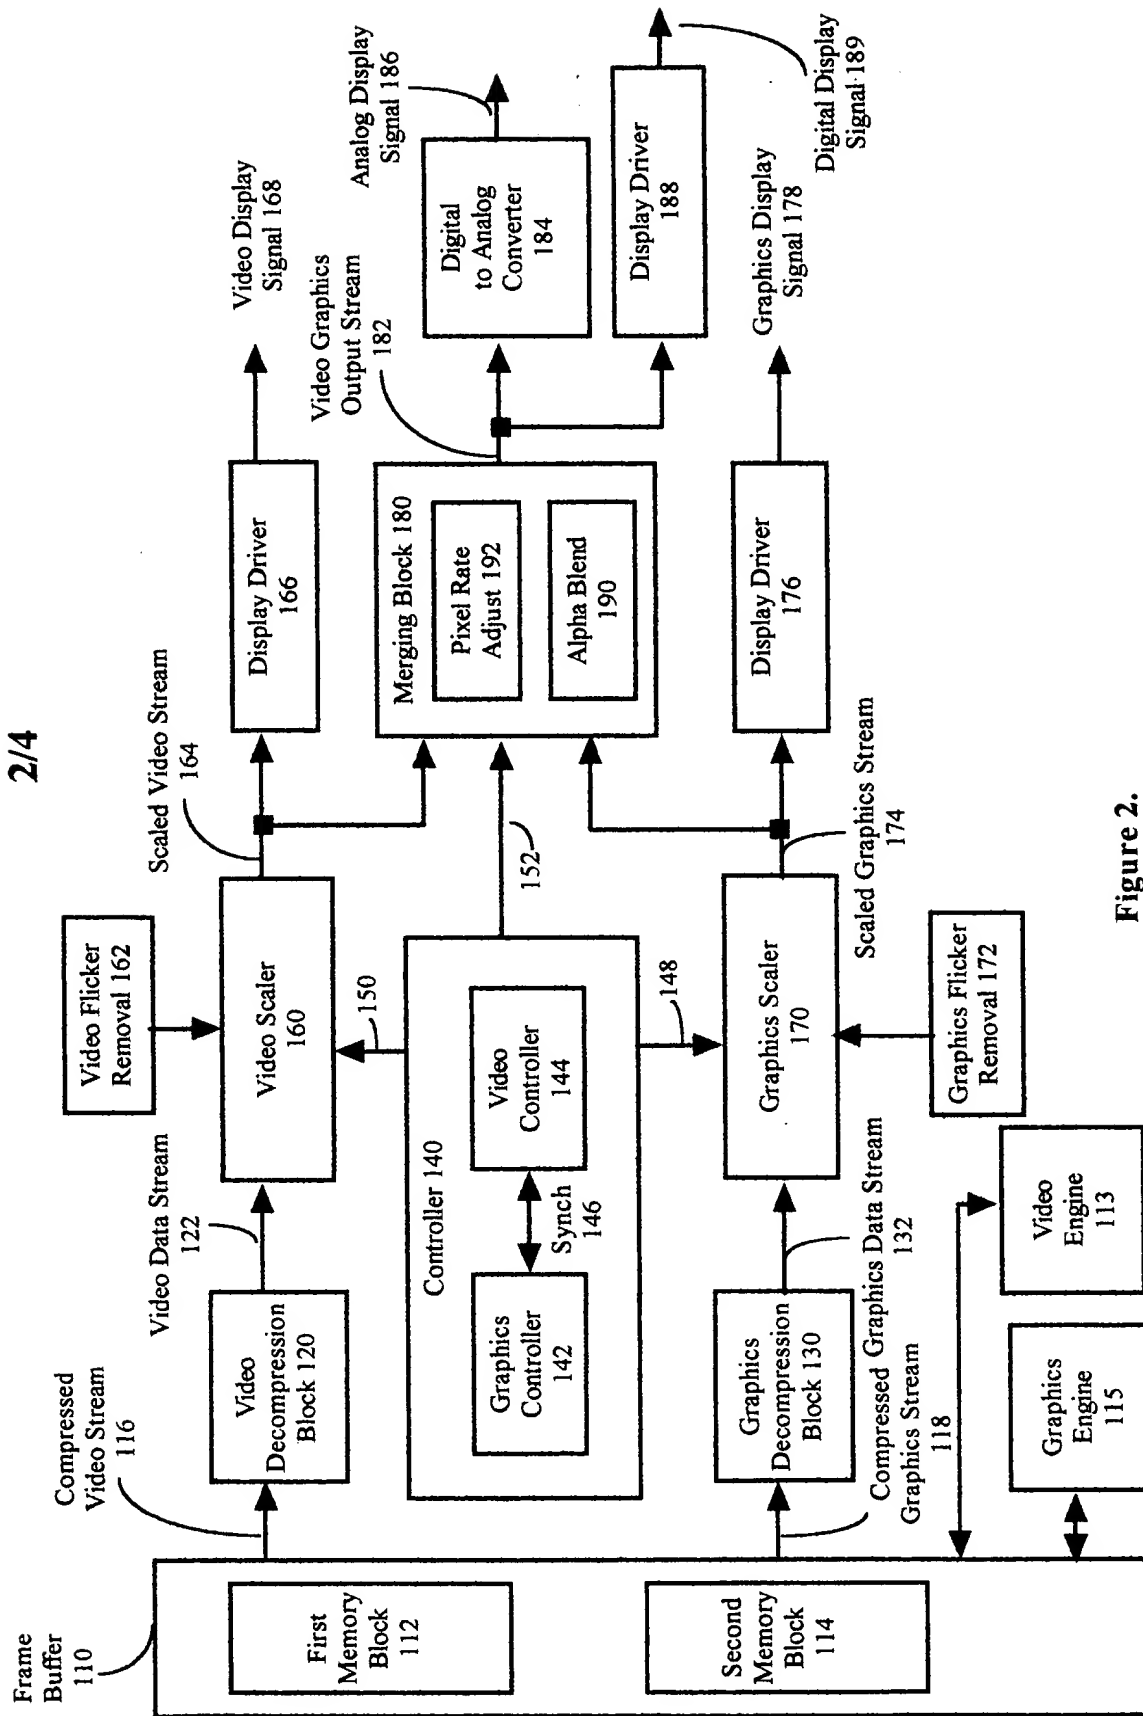 2/4
Frame
Buffer
110
First
Memory
Block
112
Second
Memory
Block
114
Compressed
Video Stream
116
Video
Decompression
Block 120
Video Data Stream
122
Video Flicker
Removal 162
Video Scaler
160
Scaled Video Stream
164
Display Driver
166
Video Display
Signal 168
Controller 140
Graphics
Controller
142
Synch
146
Video
Controller
144
150
148
152
Merging Block 180
Pixel Rate
Adjust 192
Alpha Blend
190
Video Graphics
Output Stream
182
Digital
to Analog
Converter
184
Analog Display
Signal 186
Display Driver
188
Digital Display
Signal 189
Compressed
Graphics Stream
118
Graphics
Decompression
Block 130
Graphics Data Stream
132
Graphics Scaler
170
Graphics Flicker
Removal 172
Scaled Graphics Stream
174
Display Driver
176
Graphics Display
Signal 178
Graphics
Engine
115
Video
Engine
113
Figure 2.